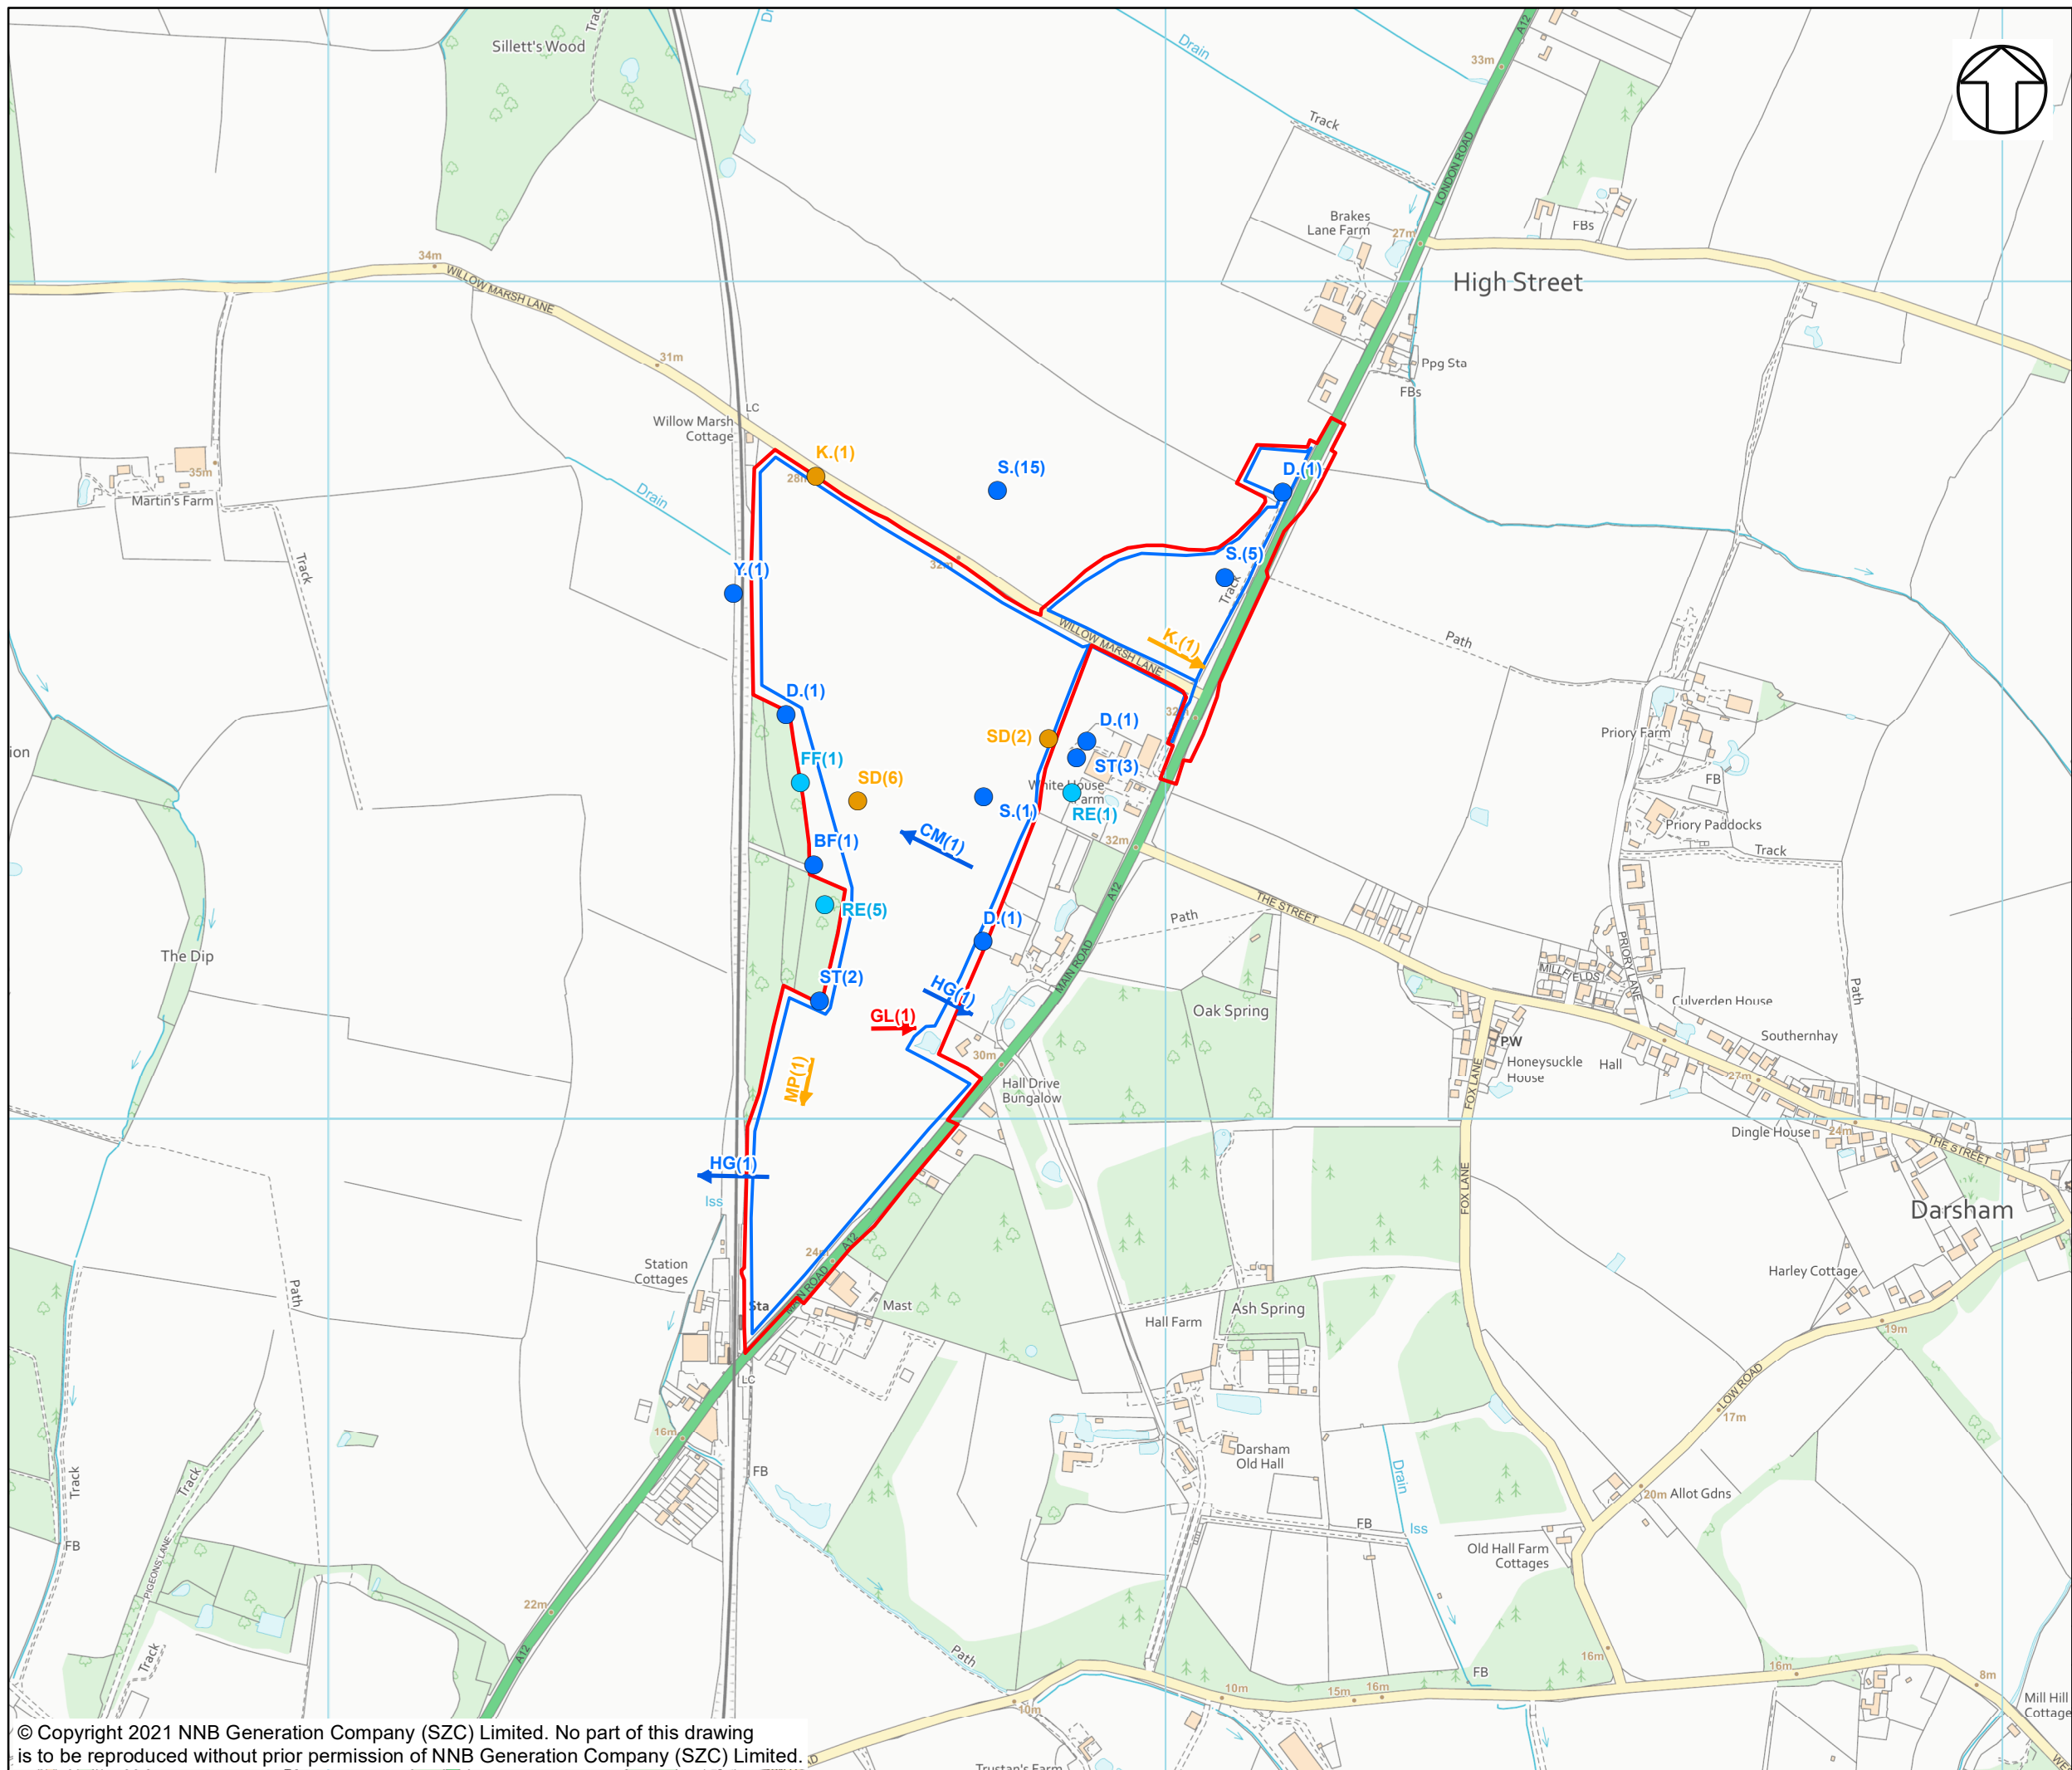 Sillett's Wood
Drain
A12
33m
Track
LONDON ROAD
Brakes
Lane Farm
27m
FBs
High Street
34m
WILLOW MARSH LANE
31m
Ppg Sta
FBs
LC
Willow Marsh
Cottage
K.(1)
28m
S.(15)
D.(1)
35m
Martin's Farm
Drain
Track
32m
Y.(1)
S.(5)
Track
WILLOW MARSH LANE
K.(1)
Path
D.(1)
SD(2)
D.(1)
32m
Priory Farm
FF(1)
SD(6)
ST(3)
White House
Farm
FB
S.(1)
RE(1)
CM(1)
BF(1)
32m
Priory Paddocks
Track
A12
RE(5)
D.(1)
Path
THE STREET
PRIORY LANE
The Dip
MAIN ROAD
MILLFIELDS
ST(2)
HG(1)
GL(1)
Oak Spring
Culverden House
Path
Southernhay
PW
30m
Honeysuckle
House
Hall
MP(1)
Hall Drive
Bungalow
FOX LANE
27m
Dingle House
24m
THE STREET
HG(1)
FOX LANE
Iss
Darsham
24m
A12
Station
Cottages
MAIN ROAD
Harley Cottage
Path
Sta
Mast
Ash Spring
Hall Farm
19m
LC
LOW ROAD
17m
16m
Darsham
Old Hall
Track
Track
FB
Drain
20m
Allot Gdns
FB
PIGEONS LANE
FB
Iss
Old Hall Farm
Cottages
22m
A12
Track
Path
16m
FB
16m
8m
10m
15m
16m
10m
Mill Hill
Cottage
© Copyright 2021 NNB Generation Company (SZC) Limited. No part of this drawing
is to be reproduced without prior permission of NNB Generation Company (SZC) Limited.
Trustan's Farm